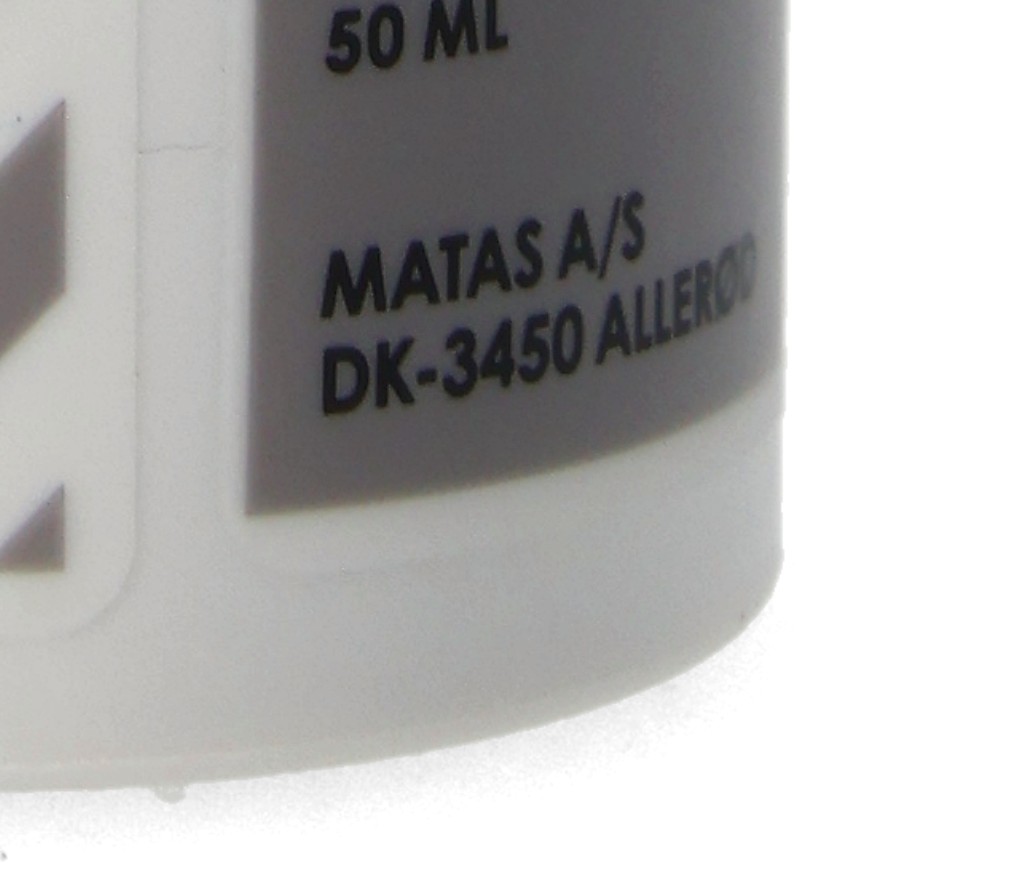 50 ML
MATAS A/S
DK-3450 ALLERØD